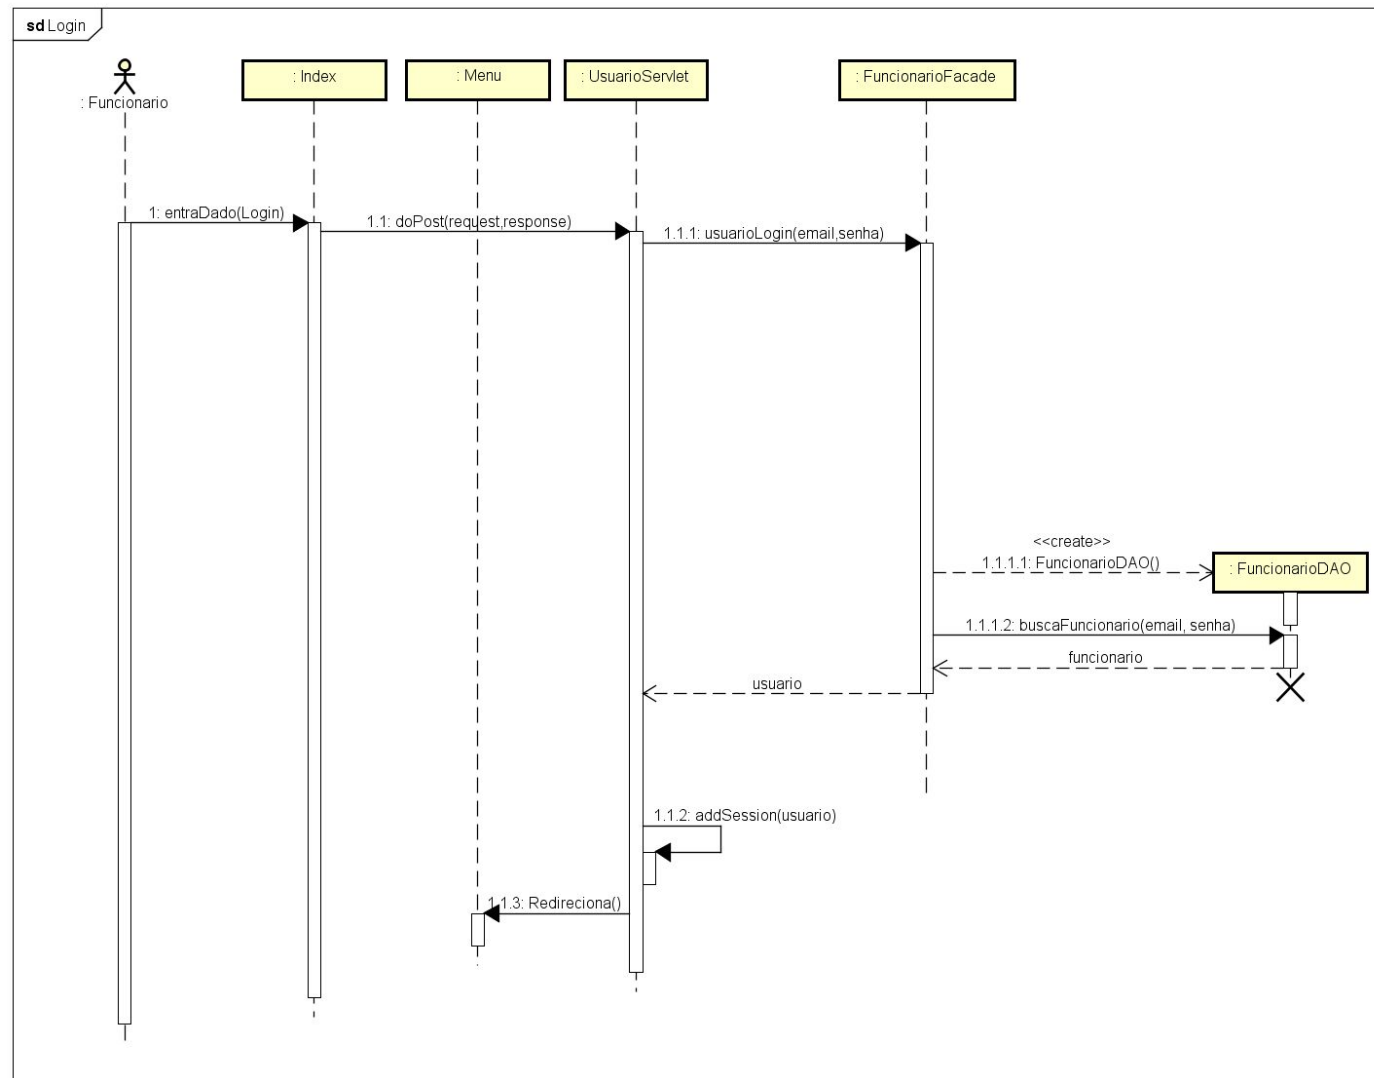 sd Login
: Funcionario
: Index
: Menu
: UsuarioServlet
: FuncionarioFacade
1: entraDado(Login)
1.1: doPost(request,response)
1.1.1: usuarioLogin(email,senha)
<<create>>
1.1.1.1: FuncionarioDAO()
: FuncionarioDAO
1.1.1.2: buscaFuncionario(email, senha)
funcionario
usuario
1.1.2: addSession(usuario)
1.1.3: Redireciona()